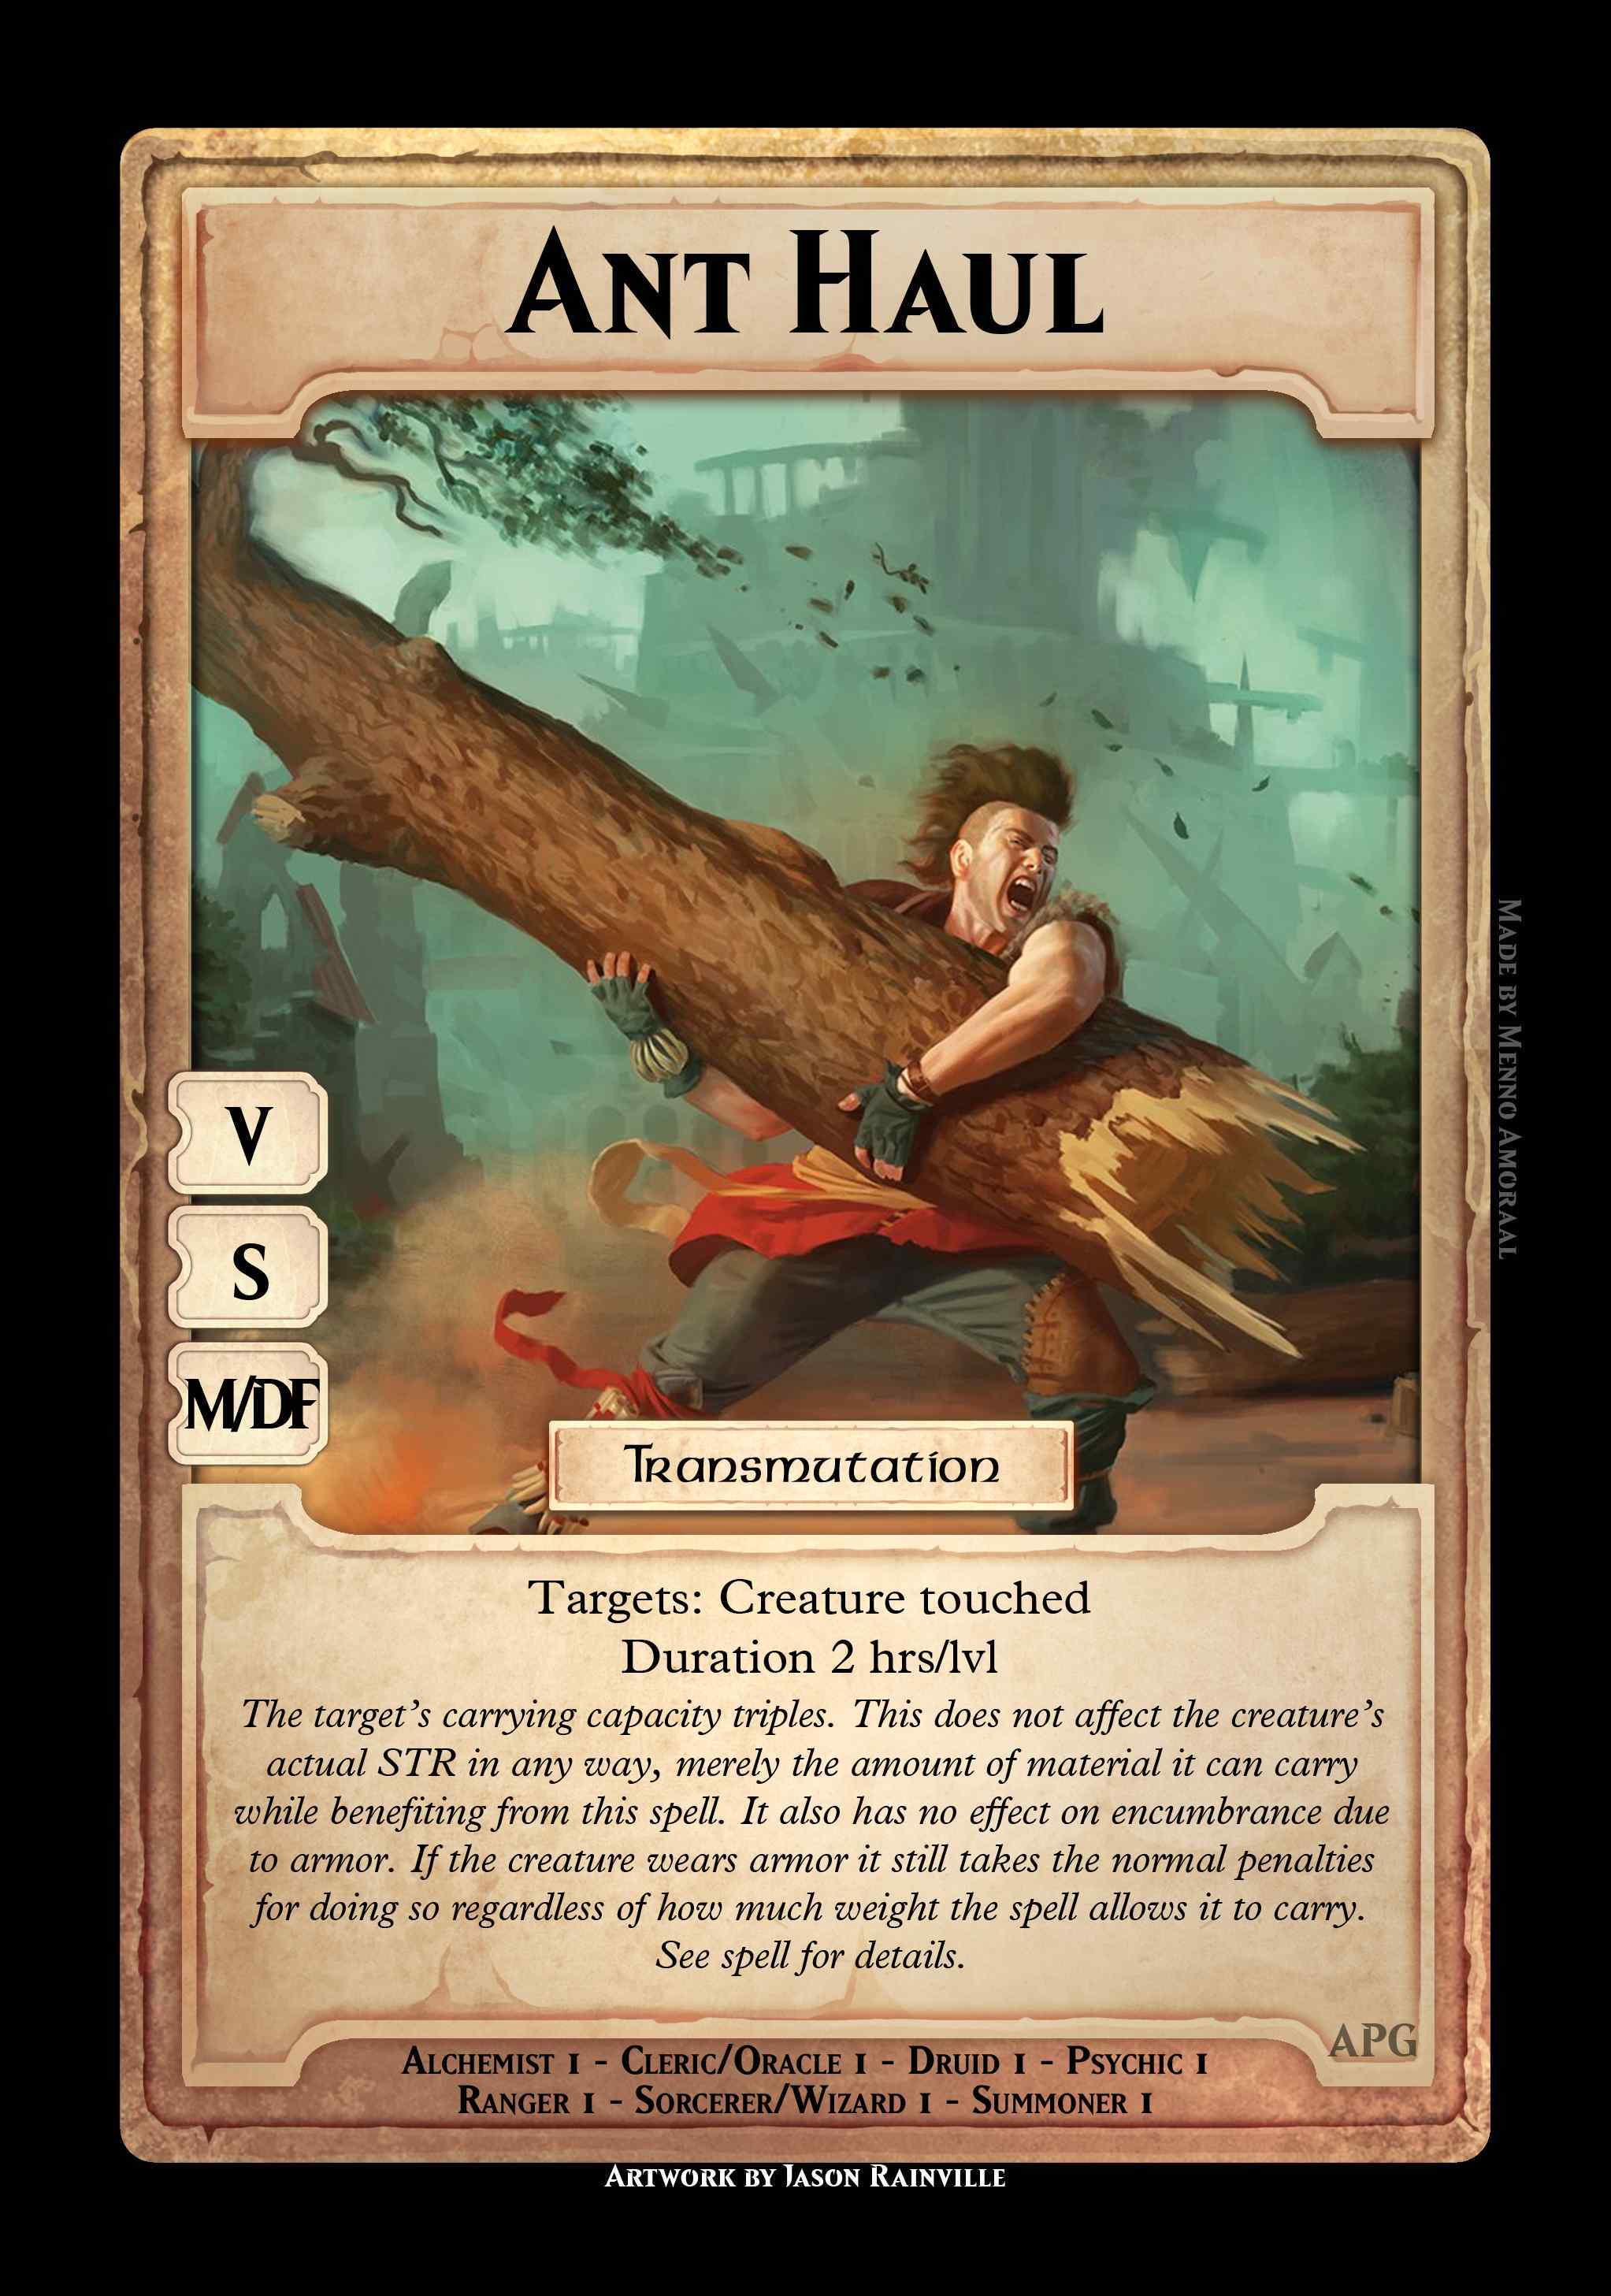 Ant Haul
Made by Menno Amoraal
V
S
M/DF
Transmutation
Targets: Creature touched
Duration 2 hrs/lvl
The target’s carrying capacity triples. This does not affect the creature’s
actual STR in any way, merely the amount of material it can carry
while benefiting from this spell. It also has no effect on encumbrance due
to armor. If the creature wears armor it still takes the normal penalties
for doing so regardless of how much weight the spell allows it to carry.
See spell for details.
APG
Alchemist 1 - Cleric/Oracle 1 - Druid 1 - Psychic 1
Ranger 1 - Sorcerer/Wizard 1 - Summoner 1
Artwork by Jason Rainville